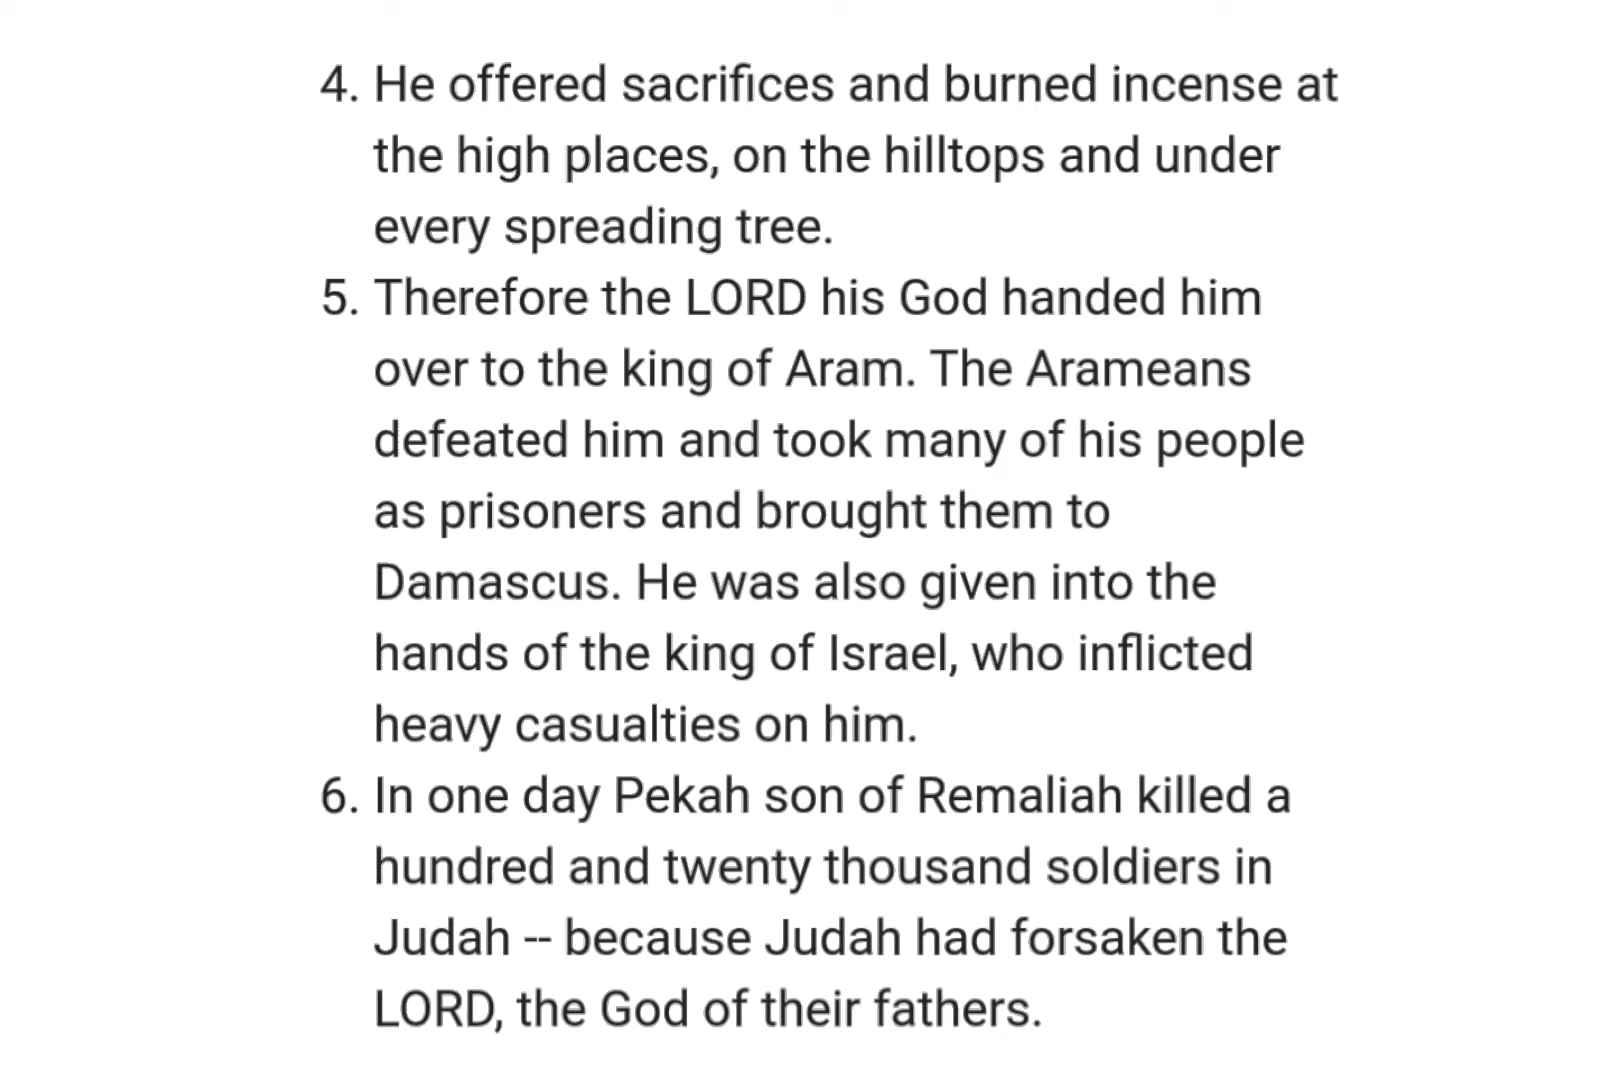 4. He offered sacrifices and burned incense at
the high places, on the hilltops and under
every spreading tree.
5. Therefore the LORD his God handed him
over to the king of Aram. The Arameans
defeated him and took many of his people
as prisoners and brought them to
Damascus. He was also given into the
hands of the king of Israel, who inflicted
heavy casualties on him.
6. In one day Pekah son of Remaliah killed a
hundred and twenty thousand soldiers in
Judah -- because Judah had forsaken the
LORD, the God of their fathers.